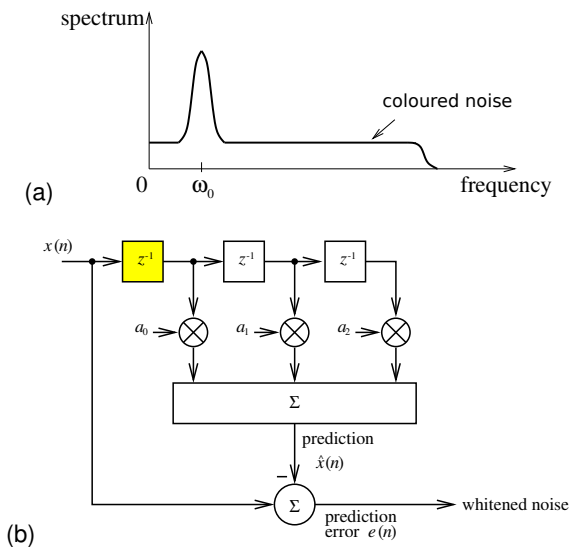 spectrum
coloured noise
(a)
0
ω₀
frequency
x(n)
z⁻¹
z⁻¹
z⁻¹
a₀
a₁
a₂
Σ
prediction
x̂(n)
−
Σ
whitened noise
prediction
error e(n)
(b)